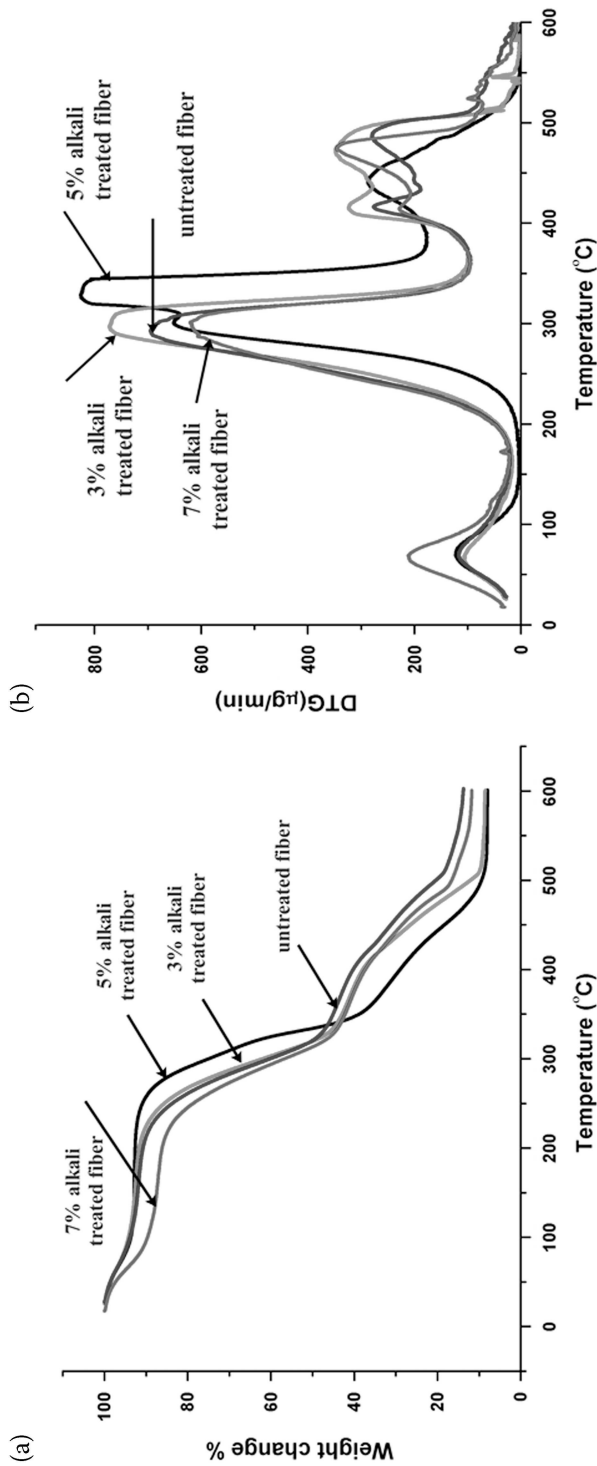 (a)
100
80
60
40
20
0
Weight change %
0
100
200
300
400
500
600
Temperature (°C)
7% alkali
treated fiber
5% alkali
treated fiber
3% alkali
treated fiber
untreated fiber
(b)
800
600
400
200
0
DTG(μg/min)
0
100
200
300
400
500
600
Temperature (°C)
3% alkali
treated fiber
7% alkali
treated fiber
untreated fiber
5% alkali
treated fiber